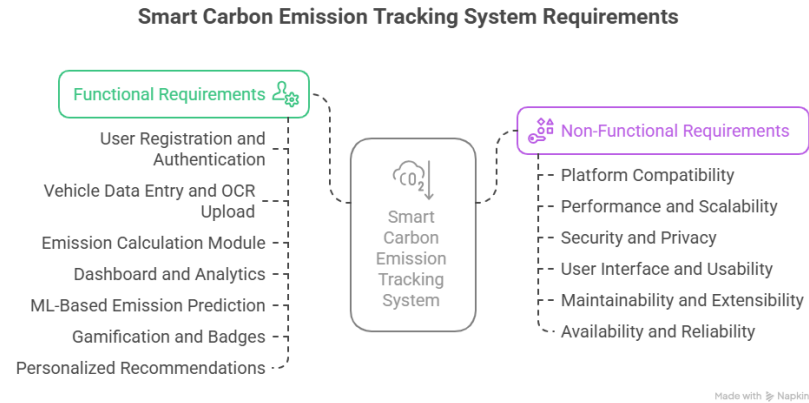 Smart Carbon Emission Tracking System Requirements
Functional Requirements
User Registration and
Authentication
Vehicle Data Entry and OCR
Upload
Emission Calculation Module
Dashboard and Analytics
ML-Based Emission Prediction
Gamification and Badges
Personalized Recommendations
CO2
Smart
Carbon
Emission
Tracking
System
Non-Functional Requirements
Platform Compatibility
Performance and Scalability
Security and Privacy
User Interface and Usability
Maintainability and Extensibility
Availability and Reliability
Made with Napkin